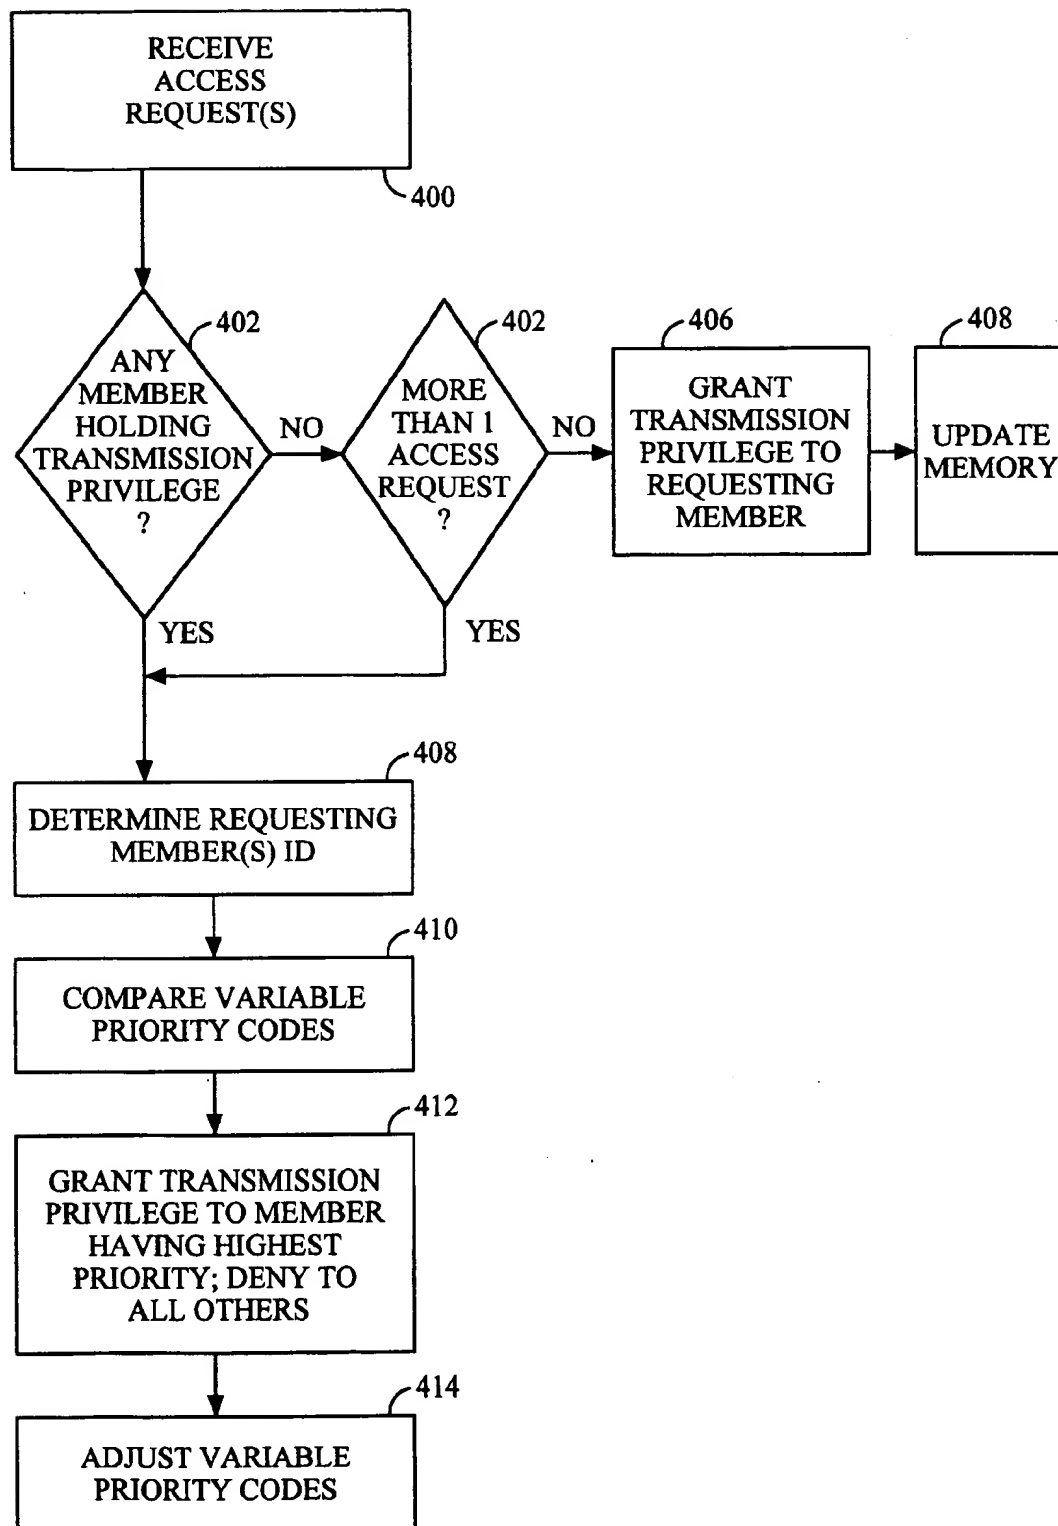 RECEIVE
ACCESS
REQUEST(S)
400
402
ANY
MEMBER
HOLDING
TRANSMISSION
PRIVILEGE
?
NO
YES
402
MORE
THAN 1
ACCESS
REQUEST
?
NO
YES
406
GRANT
TRANSMISSION
PRIVILEGE TO
REQUESTING
MEMBER
408
UPDATE
MEMORY
408
DETERMINE REQUESTING
MEMBER(S) ID
410
COMPARE VARIABLE
PRIORITY CODES
412
GRANT TRANSMISSION
PRIVILEGE TO MEMBER
HAVING HIGHEST
PRIORITY; DENY TO
ALL OTHERS
414
ADJUST VARIABLE
PRIORITY CODES